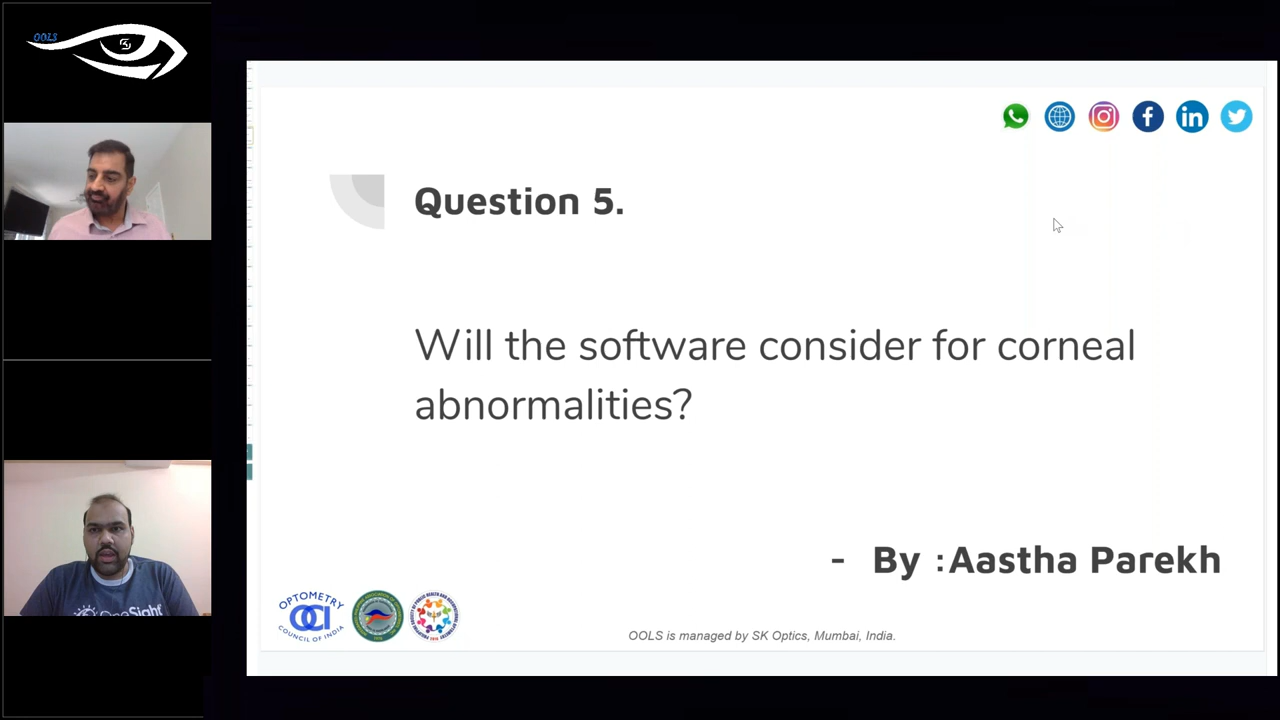 OOLS
Question 5.
Will the software consider for corneal
abnormalities?
- By :Aastha Parekh
OPTOMETRY
OCI
COUNCIL OF INDIA
OOLS is managed by SK Optics, Mumbai, India.
OneSight